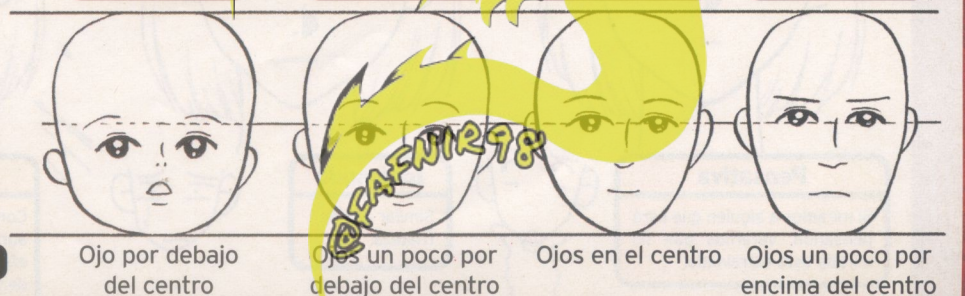 @FAFNIR98
Ojo por debajo
del centro
Ojos un poco por
debajo del centro
Ojos en el centro
Ojos un poco por
encima del centro